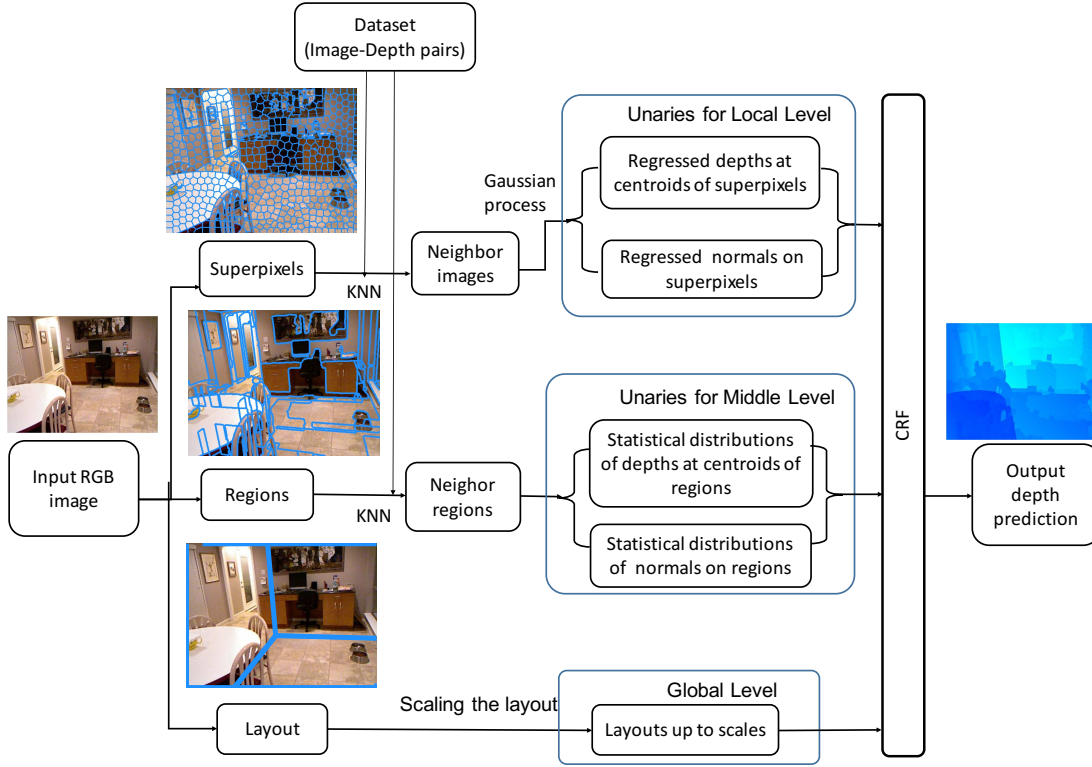 Dataset
(Image-Depth pairs)
Unaries for Local Level
Regressed depths at
centroids of superpixels
Gaussian
process
Superpixels
KNN
Neighbor
images
Regressed normals on
superpixels
Unaries for Middle Level
Statistical distributions
of depths at centroids of
regions
CRF
Input RGB
image
Regions
KNN
Neighor
regions
Output
depth
prediction
Statistical distributions
of normals on regions
Global Level
Scaling the layout
Layout
Layouts up to scales